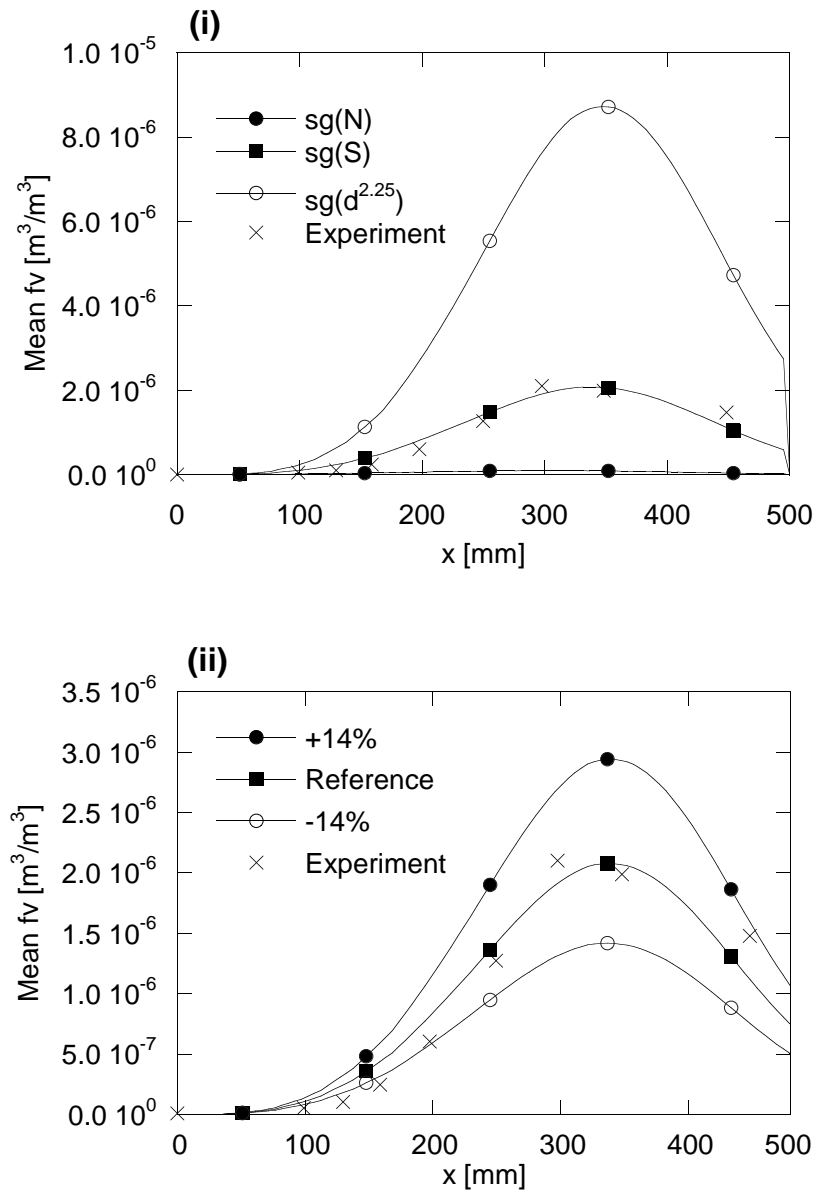 (i)
1.0 10⁻⁵
8.0 10⁻⁶
6.0 10⁻⁶
4.0 10⁻⁶
2.0 10⁻⁶
0.0 10⁰
Mean fv [m³/m³]
sg(N)
sg(S)
sg(d²·²⁵)
Experiment
0 100 200 300 400 500
x [mm]
(ii)
3.5 10⁻⁶
3.0 10⁻⁶
2.5 10⁻⁶
2.0 10⁻⁶
1.5 10⁻⁶
1.0 10⁻⁶
5.0 10⁻⁷
0.0 10⁰
Mean fv [m³/m³]
+14%
Reference
-14%
Experiment
0 100 200 300 400 500
x [mm]